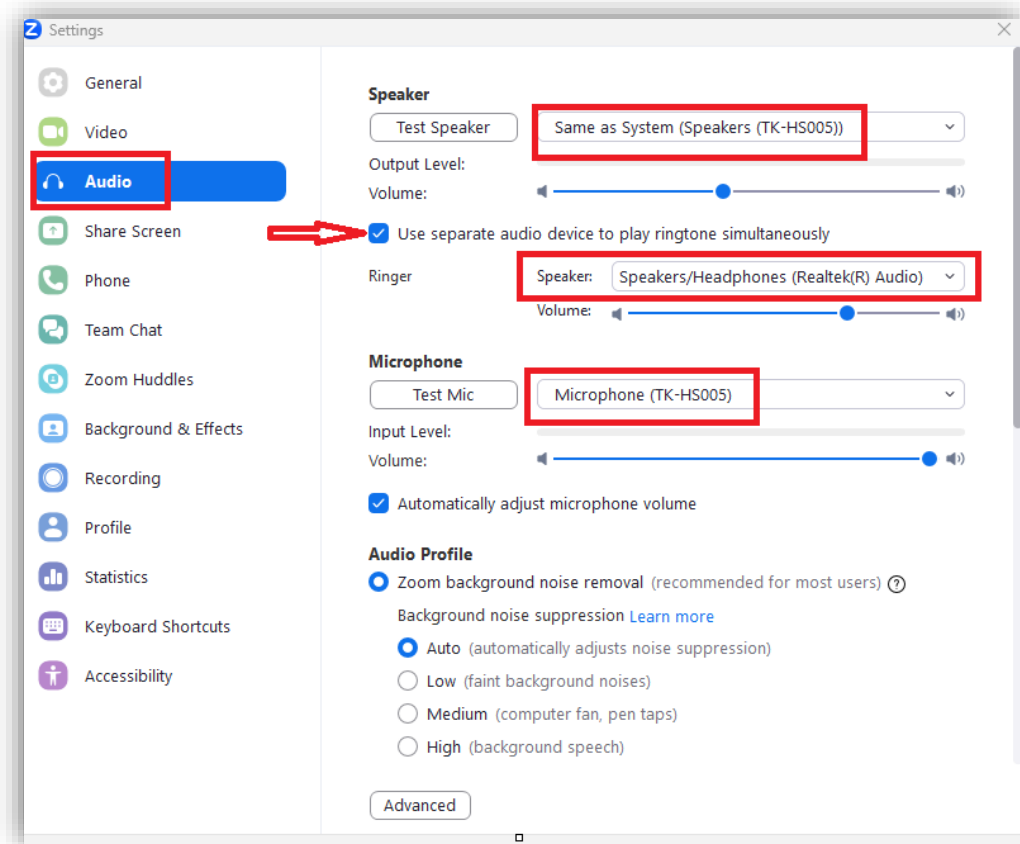 Z Settings
General
Video
Audio
Share Screen
Phone
Team Chat
Zoom Huddles
Background & Effects
Recording
Profile
Statistics
Keyboard Shortcuts
Accessibility
Speaker
Test Speaker Same as System (Speakers (TK-HS005))
Output Level:
Volume:
Use separate audio device to play ringtone simultaneously
Ringer Speaker: Speakers/Headphones (Realtek(R) Audio)
Volume:
Microphone
Test Mic Microphone (TK-HS005)
Input Level:
Volume:
Automatically adjust microphone volume
Audio Profile
Zoom background noise removal (recommended for most users) ?
Background noise suppression Learn more
Auto (automatically adjusts noise suppression)
Low (faint background noises)
Medium (computer fan, pen taps)
High (background speech)
Advanced